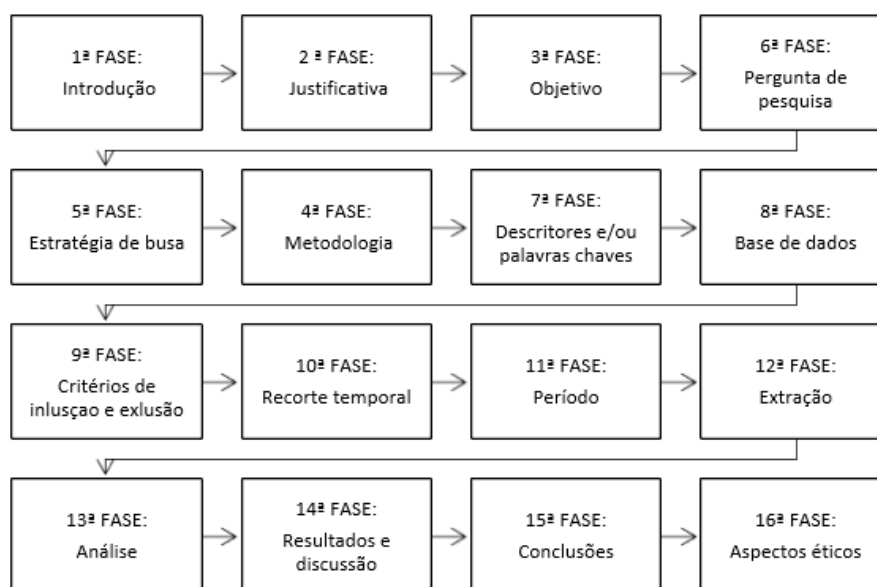 1ª FASE:
Introdução
2 ª FASE:
Justificativa
3ª FASE:
Objetivo
6ª FASE:
Pergunta de
pesquisa
5ª FASE:
Estratégia de busa
4ª FASE:
Metodologia
7ª FASE:
Descritores e/ou
palavras chaves
8ª FASE:
Base de dados
9ª FASE:
Critérios de
inlusçao e exlusão
10ª FASE:
Recorte temporal
11ª FASE:
Período
12ª FASE:
Extração
13ª FASE:
Análise
14ª FASE:
Resultados e
discussão
15ª FASE:
Conclusões
16ª FASE:
Aspectos éticos